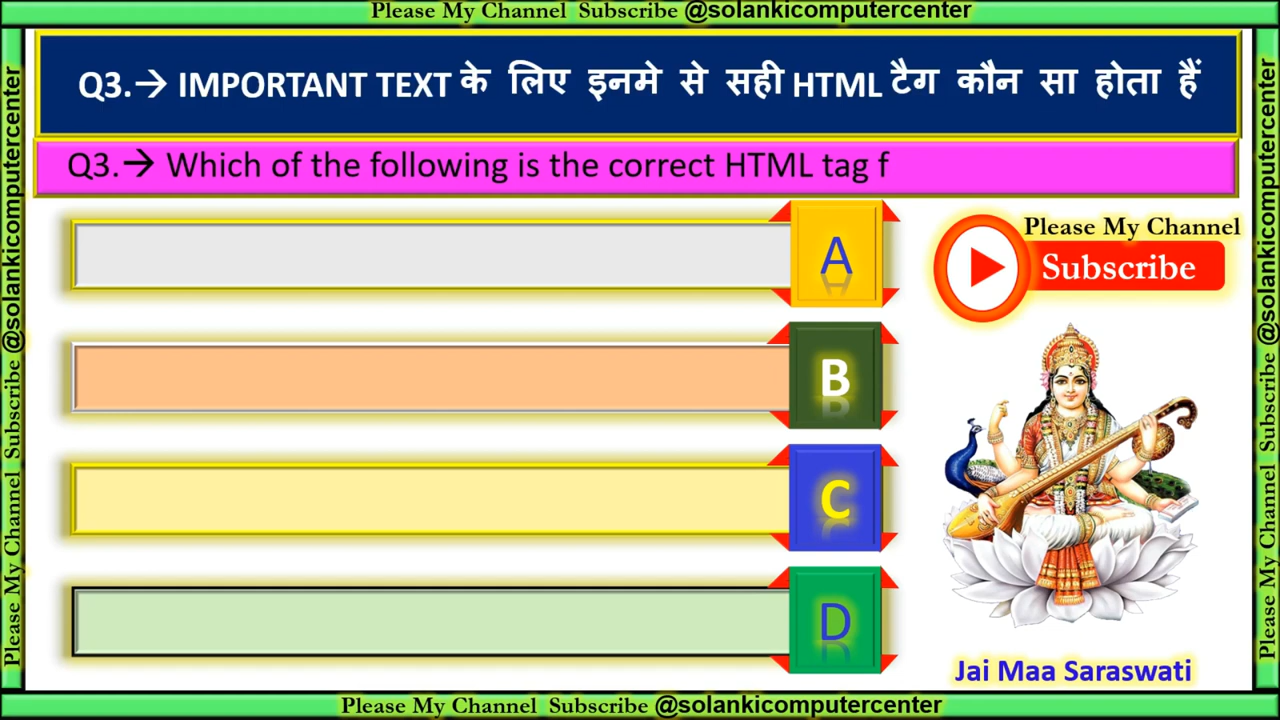 Please My Channel Subscribe @solankicomputercenter
Q3.→ IMPORTANT TEXT के लिए इनमे से सही HTML टैग कौन सा होता हैं
Q3.→ Which of the following is the correct HTML tag f
A
B
C
D
Please My Channel
Subscribe
Jai Maa Saraswati
Please My Channel Subscribe @solankicomputercenter
Please My Channel Subscribe @solankicomputercenter
Please My Channel Subscribe @solankicomputercenter